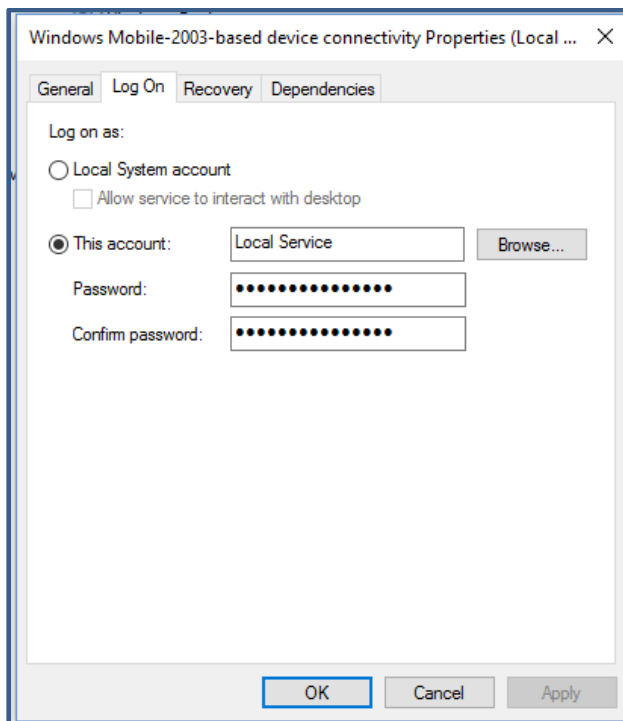 Windows Mobile-2003-based device connectivity Properties (Local ...
General Log On Recovery Dependencies
Log on as:
Local System account
Allow service to interact with desktop
This account: Local Service Browse...
Password: ●●●●●●●●●●●●●●●
Confirm password: ●●●●●●●●●●●●●●●
OK Cancel Apply